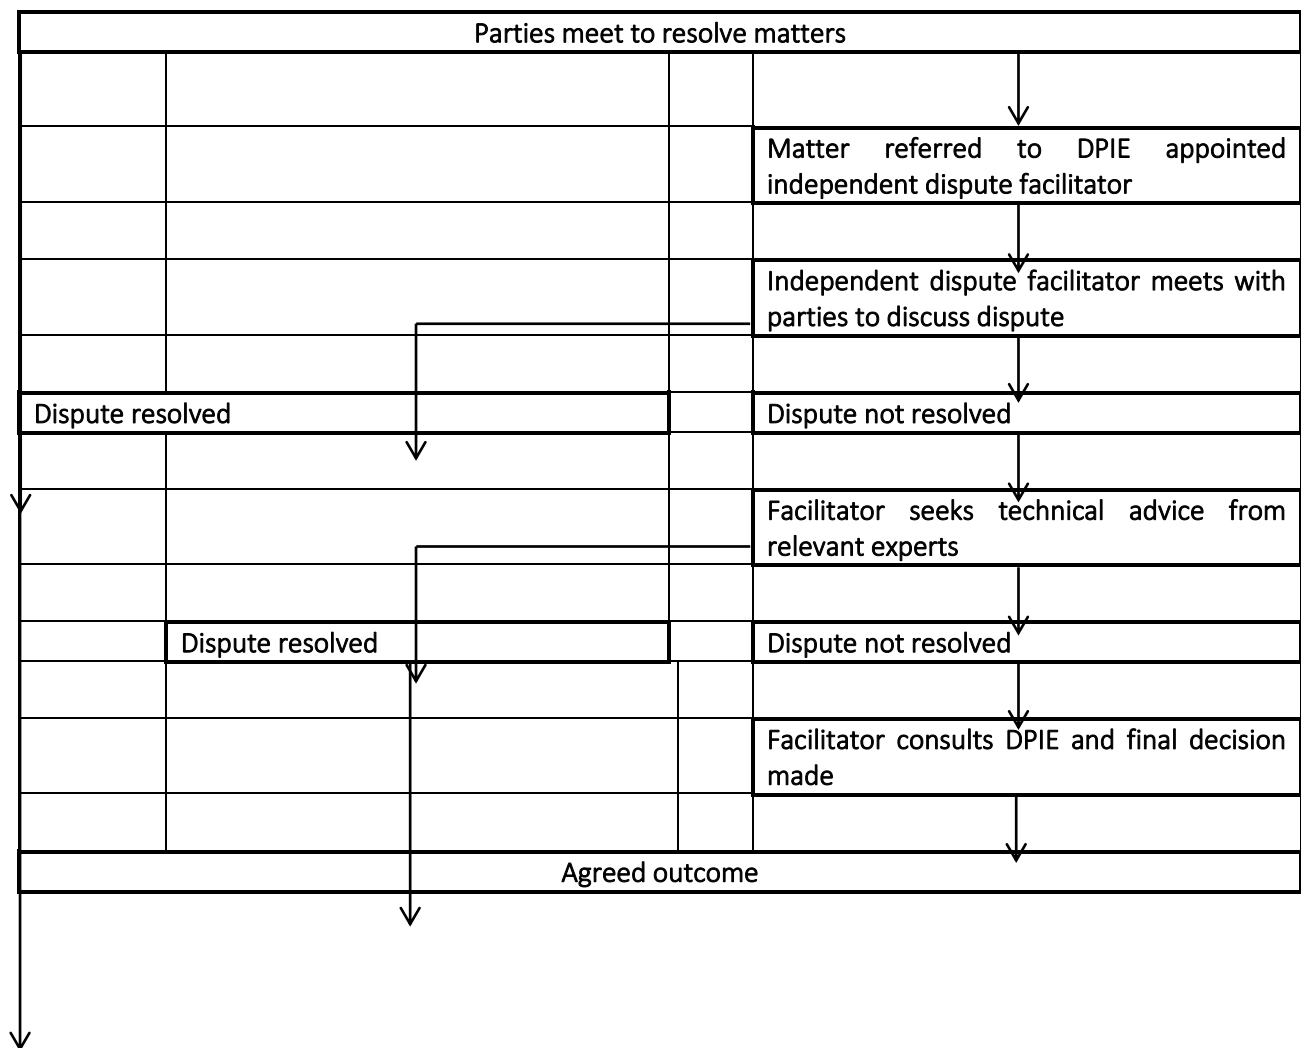 Parties meet to resolve matters
Matter referred to DPIE appointed
independent dispute facilitator
Independent dispute facilitator meets with
parties to discuss dispute
Dispute resolved
Dispute not resolved
Facilitator seeks technical advice from
relevant experts
Dispute resolved
Dispute not resolved
Facilitator consults DPIE and final decision
made
Agreed outcome